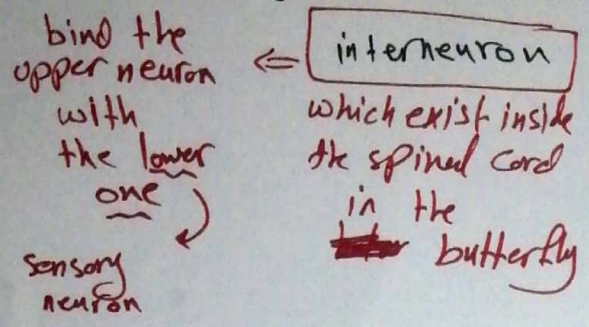 interneuron
which exist inside
the spinal cord
in the
butterfly
bind the
upper neuron
with
the lower
one
sensory
neuron